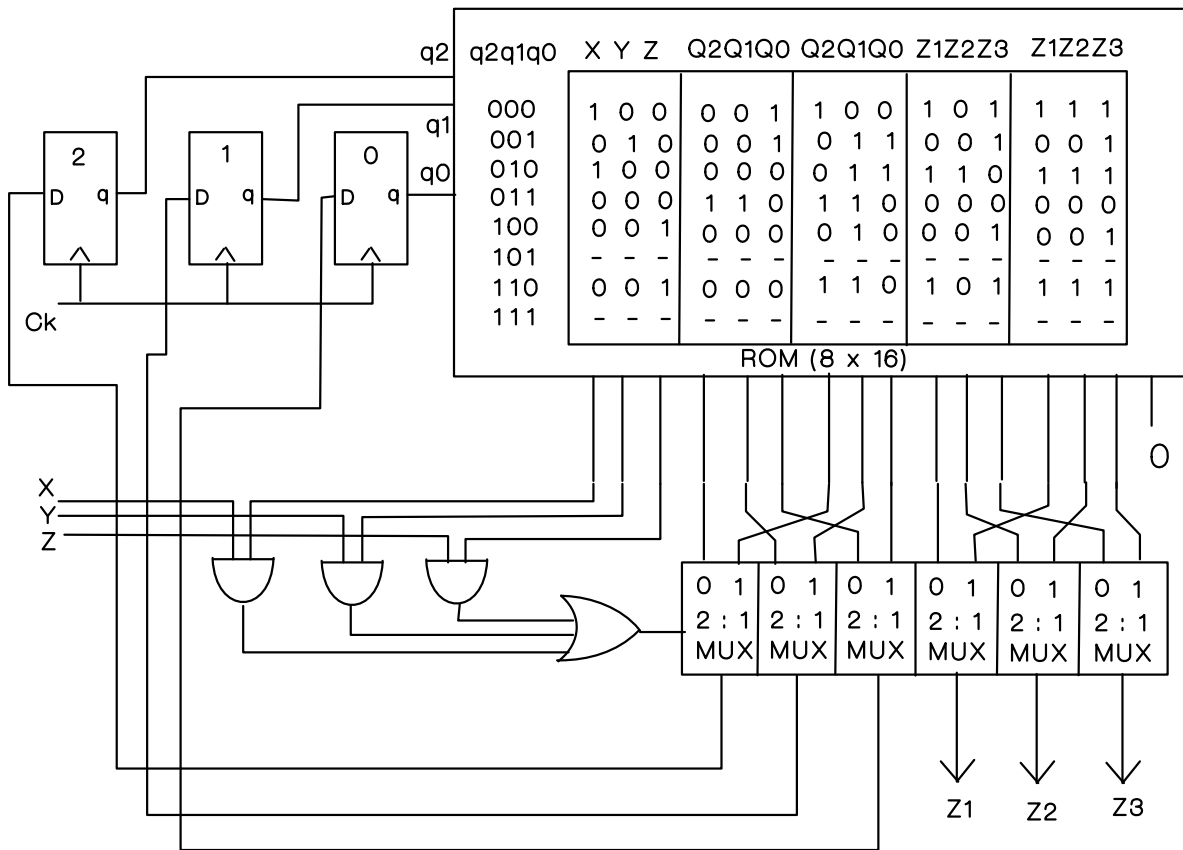 q2 q2q1q0 X Y Z Q2Q1Q0 Q2Q1Q0 Z1Z2Z3 Z1Z2Z3
q1
q0
000 1 0 0 0 0 1 1 0 0 1 0 1 1 1 1
001 0 1 0 0 0 1 0 1 1 0 0 1 0 0 1
010 1 0 0 0 0 0 0 1 1 1 1 0 1 1 1
011 0 0 0 1 1 0 1 1 0 0 0 0 0 0 0
100 0 0 1 0 0 0 0 1 0 0 0 1 0 0 1
101 - - - - - - - - - - - - - - -
110 0 0 1 0 0 0 1 1 0 1 0 1 1 1 1
111 - - - - - - - - - - - - - - -
ROM (8 x 16)
2 1 0
D q D q D q
Ck
0
X
Y
Z
0 1 0 1 0 1 0 1 0 1 0 1
2 : 1 2 : 1 2 : 1 2 : 1 2 : 1 2 : 1
MUX MUX MUX MUX MUX MUX
Z1 Z2 Z3